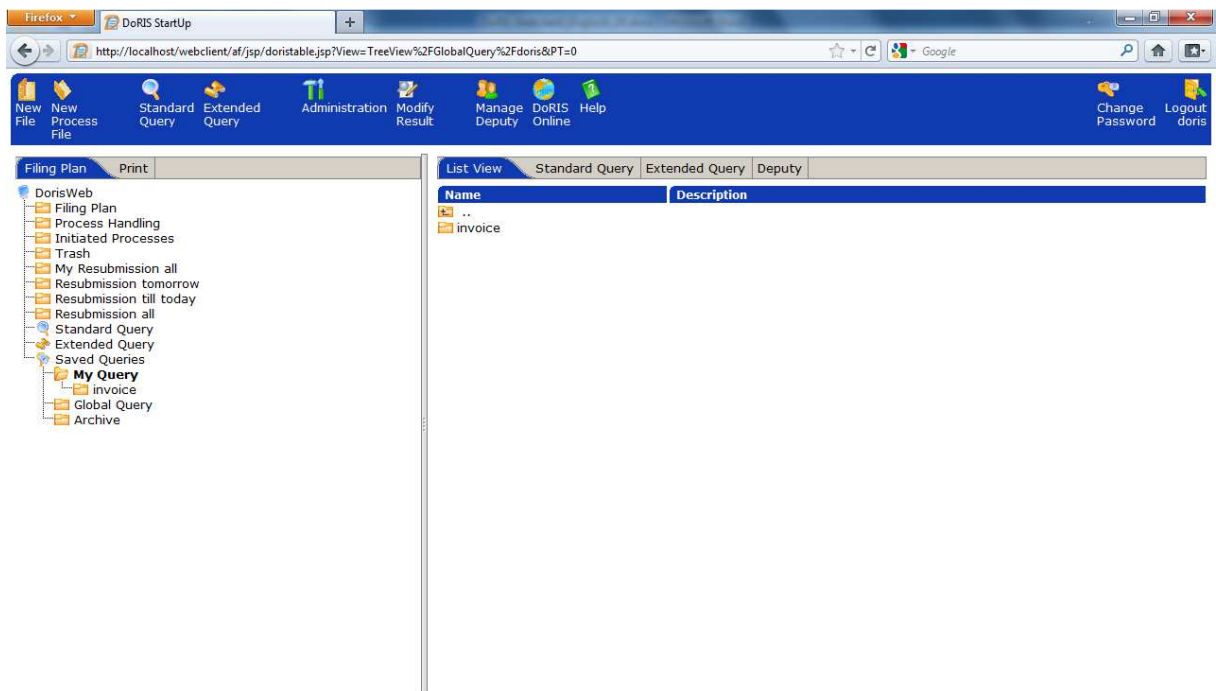 Firefox
DoRIS StartUp
+
http://localhost/webclient/af/jsp/doristable.jsp?View=TreeView%2FGlobalQuery%2Fdoris&PT=0
Google
New File
New Process File
Standard Query
Extended Query
Administration
Modify Result
Manage Deputy
DoRIS Online
Help
Change Password
Logout doris
Filing Plan Print
DorisWeb
Filing Plan
Process Handling
Initiated Processes
Trash
My Resubmission all
Resubmission tomorrow
Resubmission till today
Resubmission all
Standard Query
Extended Query
Saved Queries
My Query
invoice
Global Query
Archive
List View Standard Query Extended Query Deputy
Name Description
..
invoice